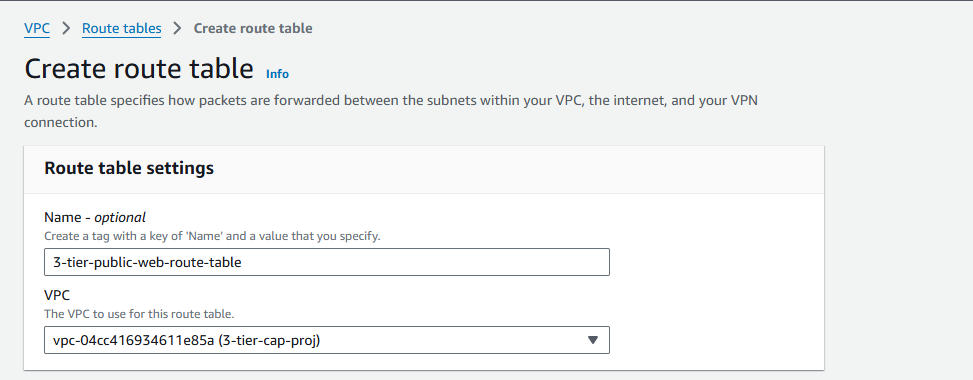 VPC > Route tables > Create route table
Create route table Info
A route table specifies how packets are forwarded between the subnets within your VPC, the internet, and your VPN
connection.
Route table settings
Name - optional
Create a tag with a key of 'Name' and a value that you specify.
3-tier-public-web-route-table
VPC
The VPC to use for this route table.
vpc-04cc416934611e85a (3-tier-cap-proj)